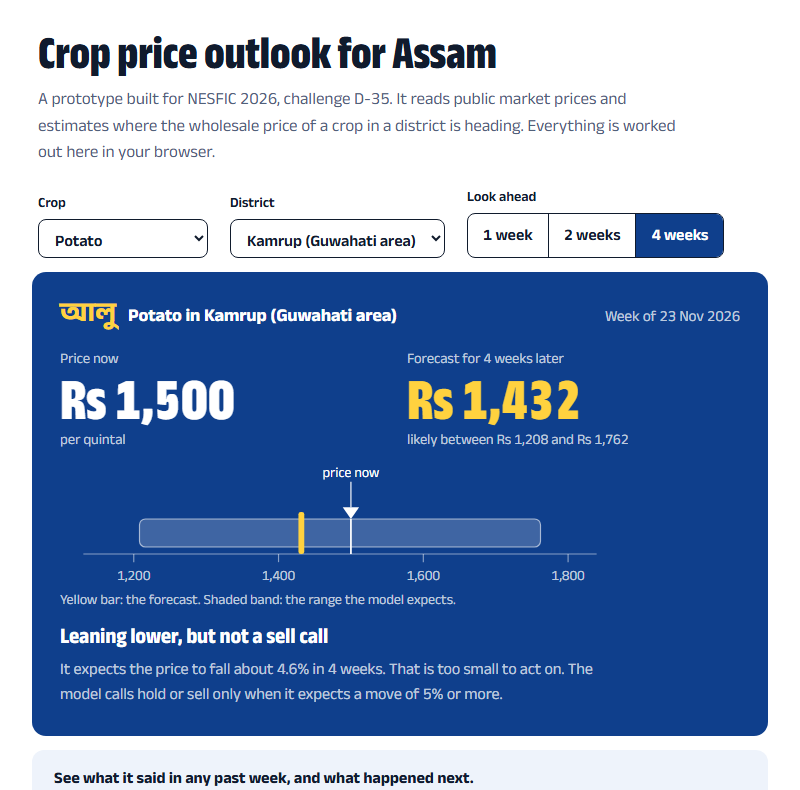 Crop price outlook for Assam
A prototype built for NESFIC 2026, challenge D-35. It reads public market prices and
estimates where the wholesale price of a crop in a district is heading. Everything is worked
out here in your browser.
Crop
District
Look ahead
Potato
Kamrup (Guwahati area)
1 week
2 weeks
4 weeks
আলু Potato in Kamrup (Guwahati area)
Week of 23 Nov 2026
Price now
Forecast for 4 weeks later
Rs 1,500
Rs 1,432
per quintal
likely between Rs 1,208 and Rs 1,762
price now
1,200
1,400
1,600
1,800
Yellow bar: the forecast. Shaded band: the range the model expects.
Leaning lower, but not a sell call
It expects the price to fall about 4.6% in 4 weeks. That is too small to act on. The
model calls hold or sell only when it expects a move of 5% or more.
See what it said in any past week, and what happened next.